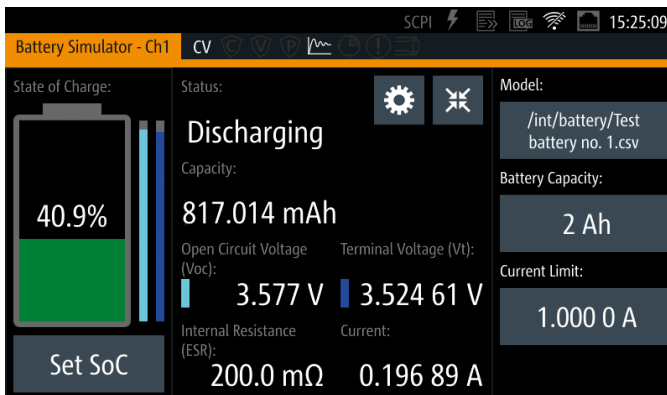 SCPI LOG 15:25:09
Battery Simulator - Ch1 CV C V P
State of Charge:
40.9%
Set SoC
Status:
Discharging
Capacity:
817.014 mAh
Open Circuit Voltage
(Voc):
3.577 V
Terminal Voltage (Vt):
3.524 61 V
Internal Resistance
(ESR):
200.0 mΩ
Current:
0.196 89 A
Model:
/int/battery/Test
battery no. 1.csv
Battery Capacity:
2 Ah
Current Limit:
1.000 0 A